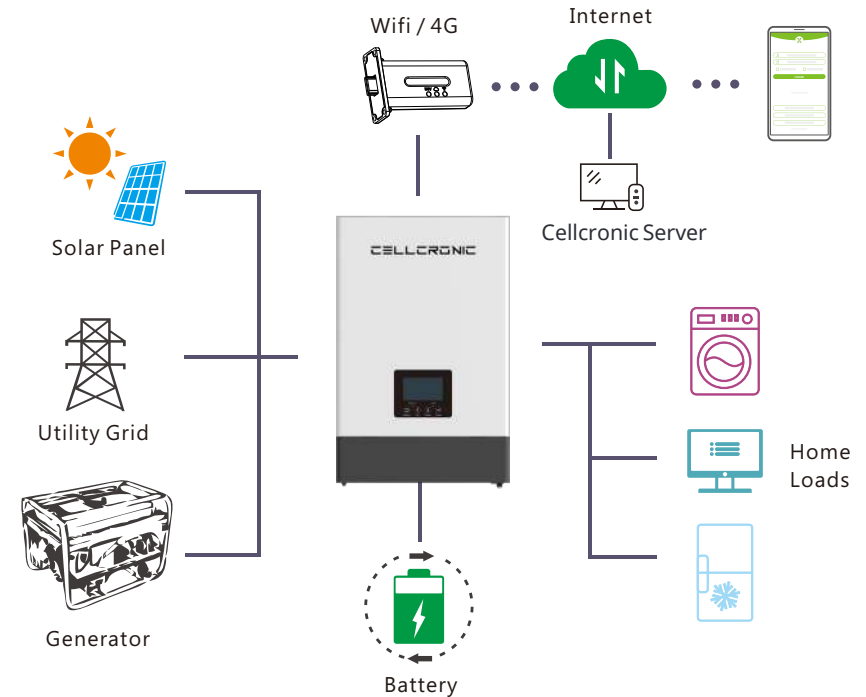 Wifi / 4G
Internet
Cellcronic Server
Solar Panel
CELLCRONIC
Utility Grid
Home
Loads
Generator
Battery